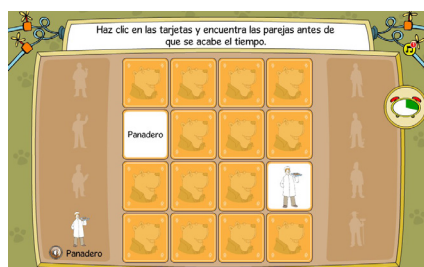 Haz clic en las tarjetas y encuentra las parejas antes de
que se acabe el tiempo.
Panadero
Panadero